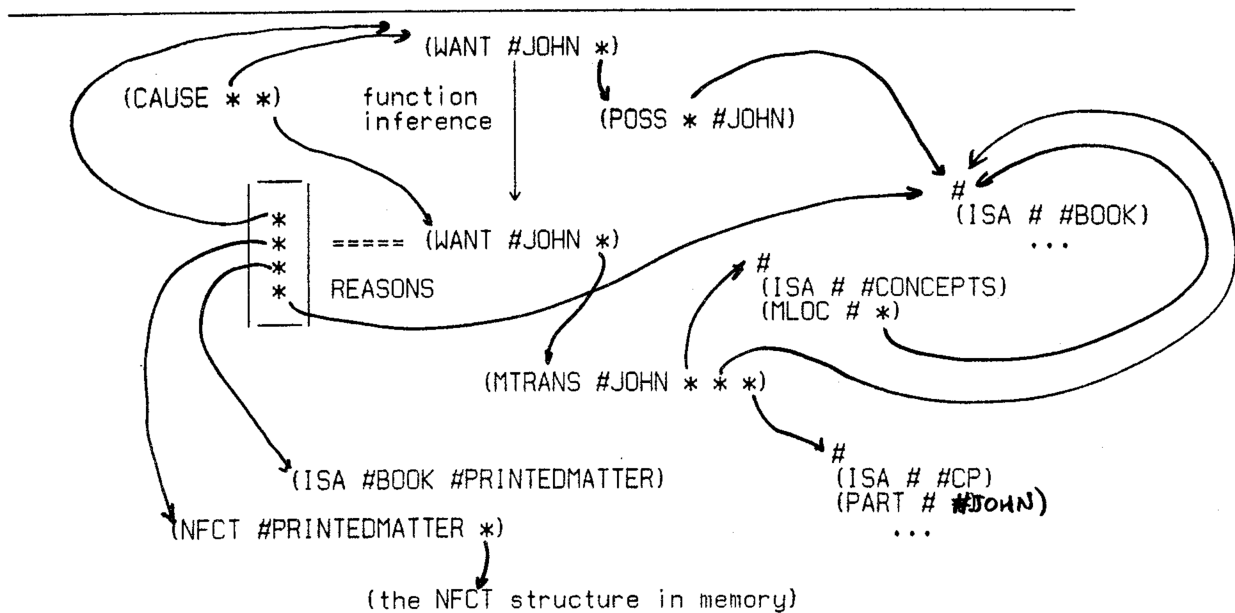 (WANT #JOHN *)
(CAUSE * *)
function
inference
(POSS * #JOHN)
#
(ISA # #BOOK)
...
*
* ===== (WANT #JOHN *)
*
* REASONS
#
(ISA # #CONCEPTS)
(MLOC # *)
(MTRANS #JOHN * * *)
#
(ISA # #CP)
(PART # #JOHN)
...
(ISA #BOOK #PRINTEDMATTER)
(NFCT #PRINTEDMATTER *)
(the NFCT structure in memory)